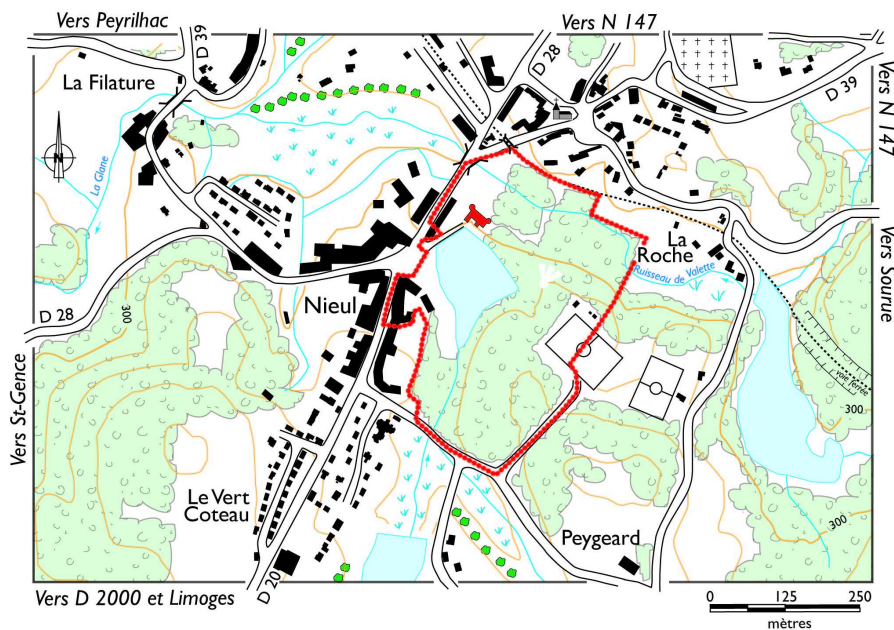 Vers Peyrilhac
Vers N 147
D 39
D 28
La Filature
D 39
Vers N 147
N
La Glane
La
Roche
Ruisseau de Valette
Vers Sourue
300
Nieul
D 28
voie ferrée
300
Vers St-Gence
Le Vert
Coteau
300
Peygeard
D 20
Vers D 2000 et Limoges
0 125 250
mètres